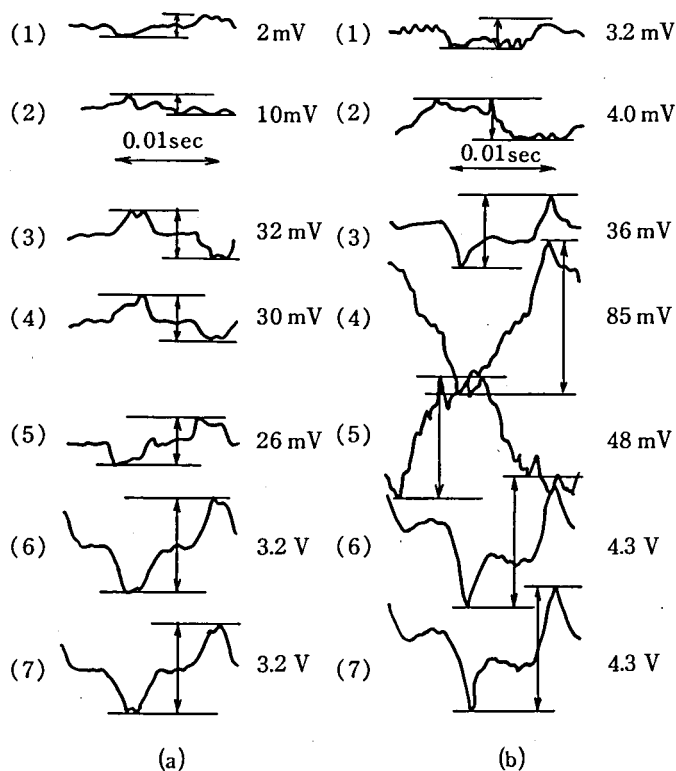 (1) 2 mV (1) 3.2 mV
(2) 10mV (2) 4.0 mV
0.01sec 0.01sec
(3) 32 mV (3) 36 mV
(4) 30 mV (4) 85 mV
(5) 26 mV (5) 48 mV
(6) 3.2 V (6) 4.3 V
(7) 3.2 V (7) 4.3 V
(a) (b)